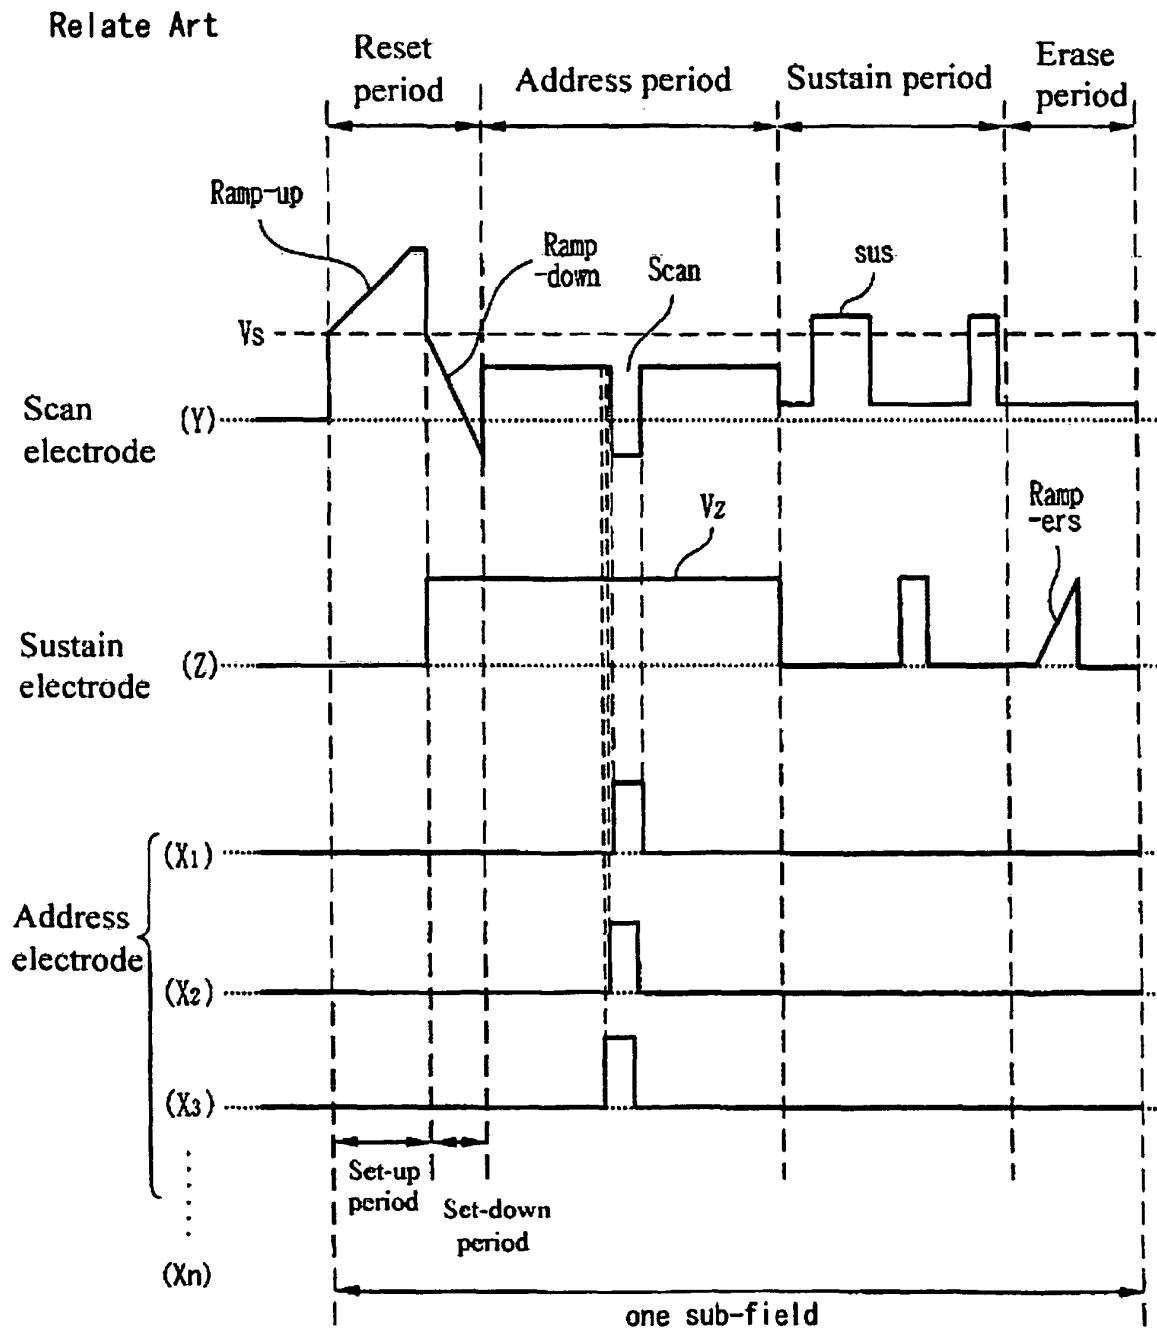 Relate Art
Reset
period
Address period
Sustain period
Erase
period
Ramp-up
Ramp
-down
Scan
sus
Vs
Scan
electrode
(Y)
Vz
Ramp
-ers
Sustain
electrode
(Z)
(X1)
Address
electrode
(X2)
(X3)
Set-up
period
Set-down
period
(Xn)
one sub-field